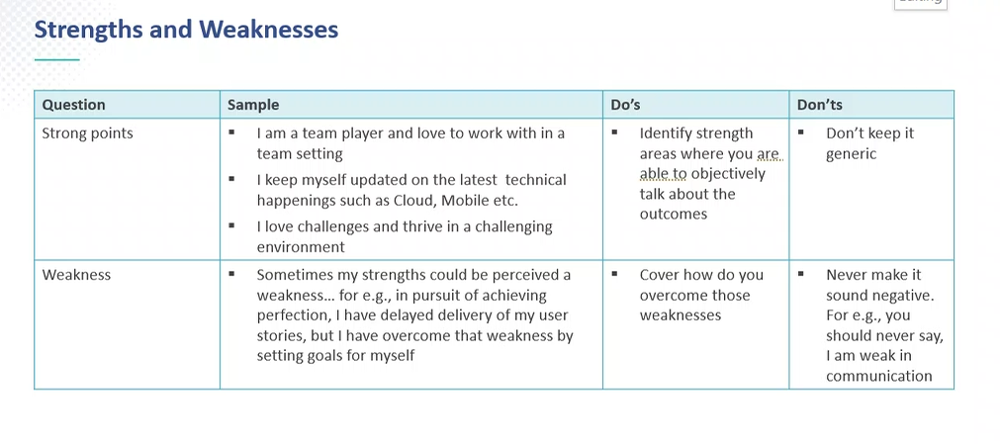 Strengths and Weaknesses
Question
Sample
Do's
Don'ts
Strong points
I am a team player and love to work with in a
team setting
I keep myself updated on the latest  technical
happenings such as Cloud, Mobile etc.
I love challenges and thrive in a challenging
environment
Identify strength
areas where you are
able to objectively
talk about the
outcomes
Don't keep it
generic
Weakness
Sometimes my strengths could be perceived a
weakness... for e.g., in pursuit of achieving
perfection, I have delayed delivery of my user
stories, but I have overcome that weakness by
setting goals for myself
Cover how do you
overcome those
weaknesses
Never make it
sound negative.
For e.g., you
should never say,
I am weak in
communication